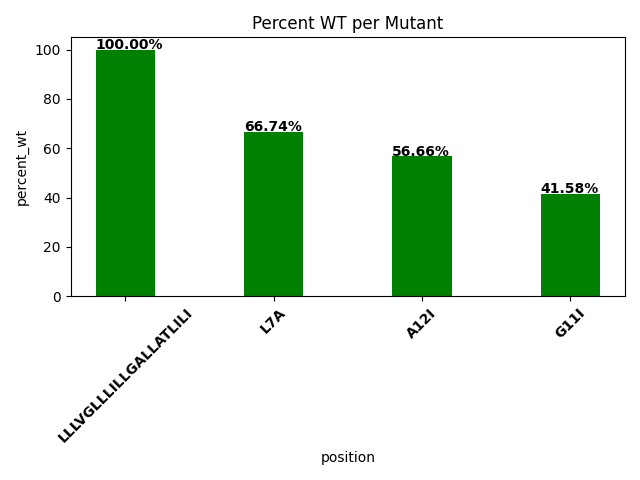 Percent WT per Mutant
percent_wt
100
80
60
40
20
0
100.00%
66.74%
56.66%
41.58%
LLLVGLLLILLGALLATLILI
L7A
A12I
G11I
position